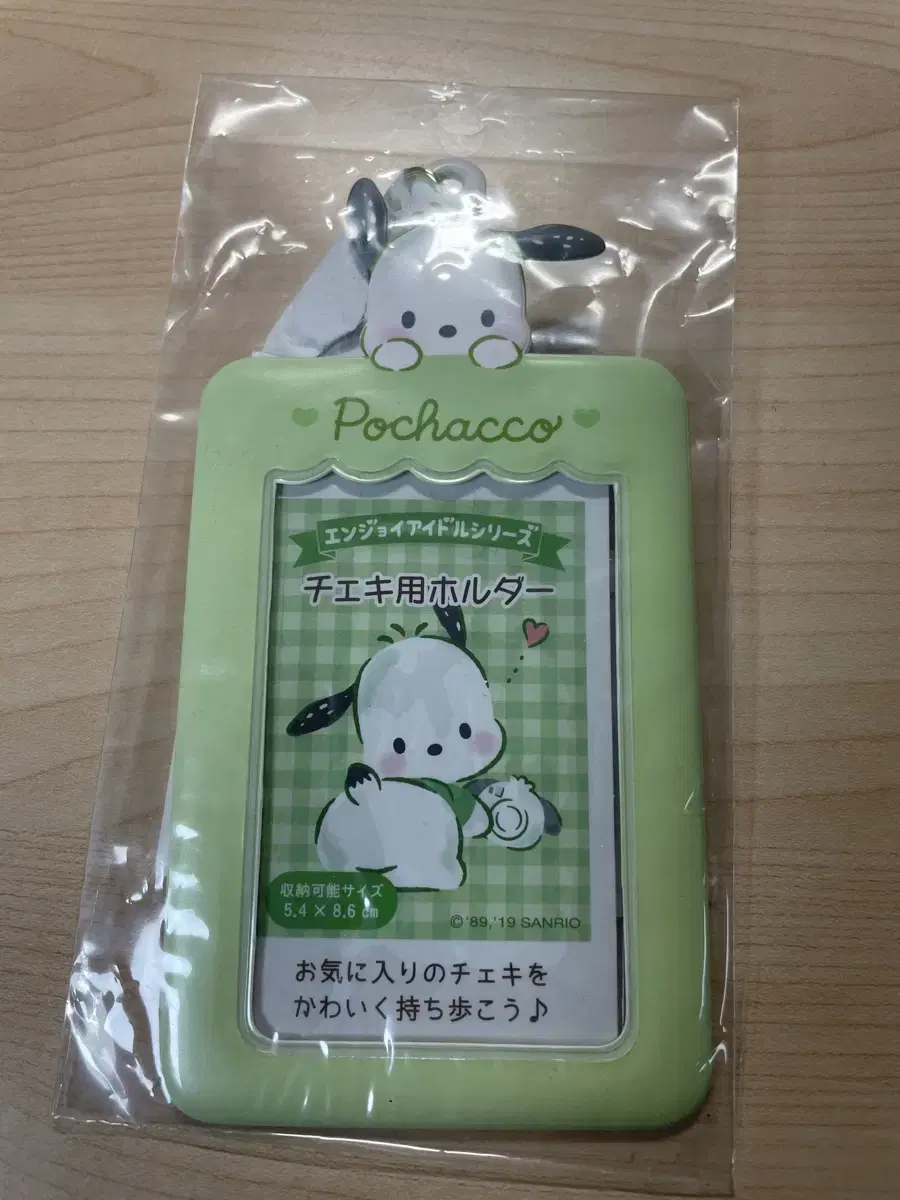 Pochacco
エンジョイアイドルシリーズ
チェキ用ホルダー
収納可能サイズ
5.4 × 8.6 cm
©'89,'19 SANRIO
お気に入りのチェキを
かわいく持ち歩こう♪